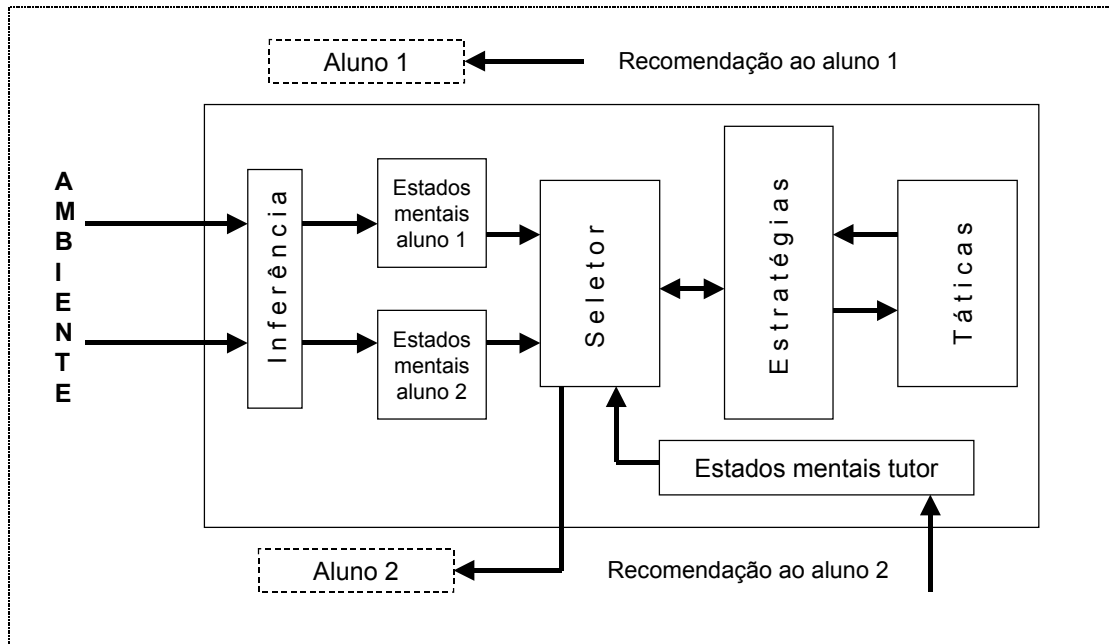 Aluno 1
Recomendação ao aluno 1
AMBIENTE
Inferência
Estados
mentais
aluno 1
Estados
mentais
aluno 2
Seletor
Estratégias
Táticas
Estados mentais tutor
Aluno 2
Recomendação ao aluno 2